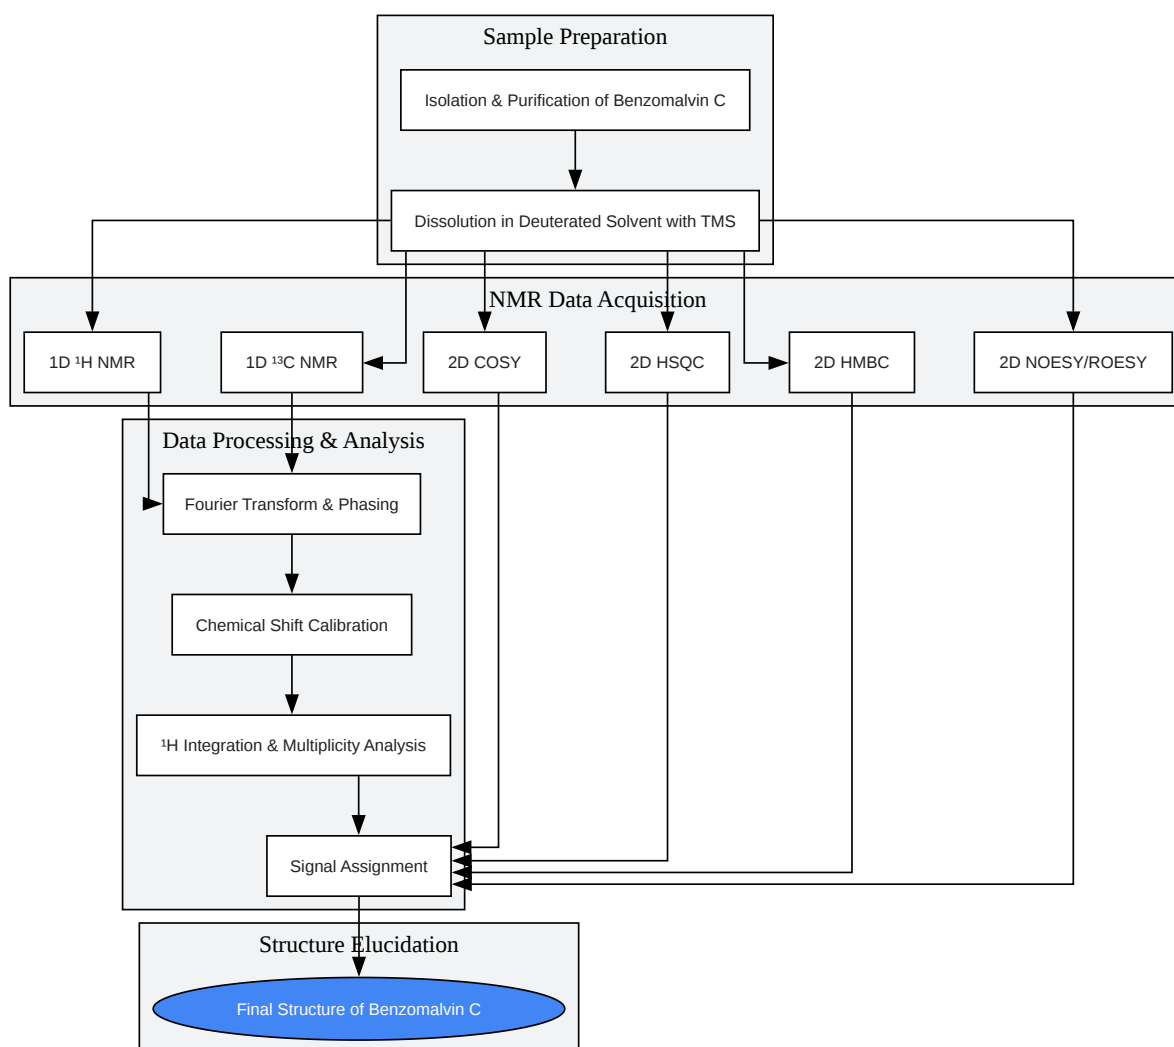 Sample Preparation
Isolation & Purification of Benzomalvin C
Dissolution in Deuterated Solvent with TMS
NMR Data Acquisition
1D ¹H NMR
1D ¹³C NMR
2D COSY
2D HSQC
2D HMBC
2D NOESY/ROESY
Data Processing & Analysis
Fourier Transform & Phasing
Chemical Shift Calibration
¹H Integration & Multiplicity Analysis
Signal Assignment
Structure Elucidation
Final Structure of Benzomalvin C